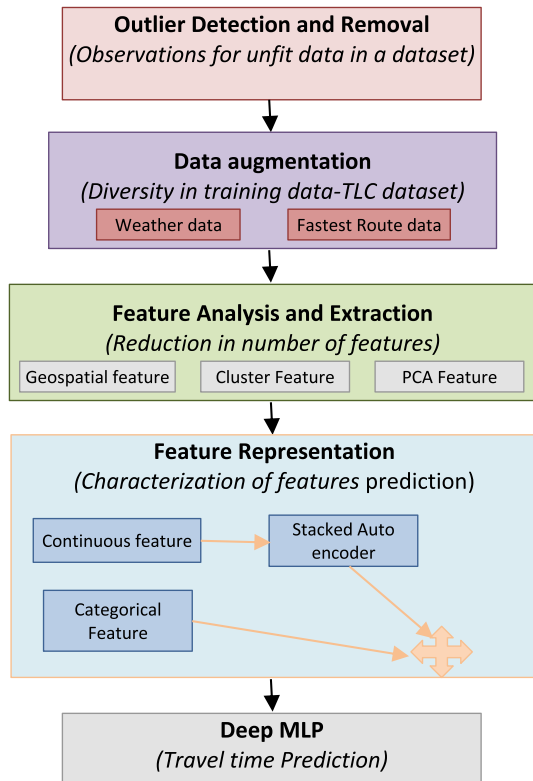 Outlier Detection and Removal
(Observations for unfit data in a dataset)
Data augmentation
(Diversity in training data-TLC dataset)
Weather data
Fastest Route data
Feature Analysis and Extraction
(Reduction in number of features)
Geospatial feature
Cluster Feature
PCA Feature
Feature Representation
(Characterization of features prediction)
Continuous feature
Stacked Auto
encoder
Categorical
Feature
Deep MLP
(Travel time Prediction)